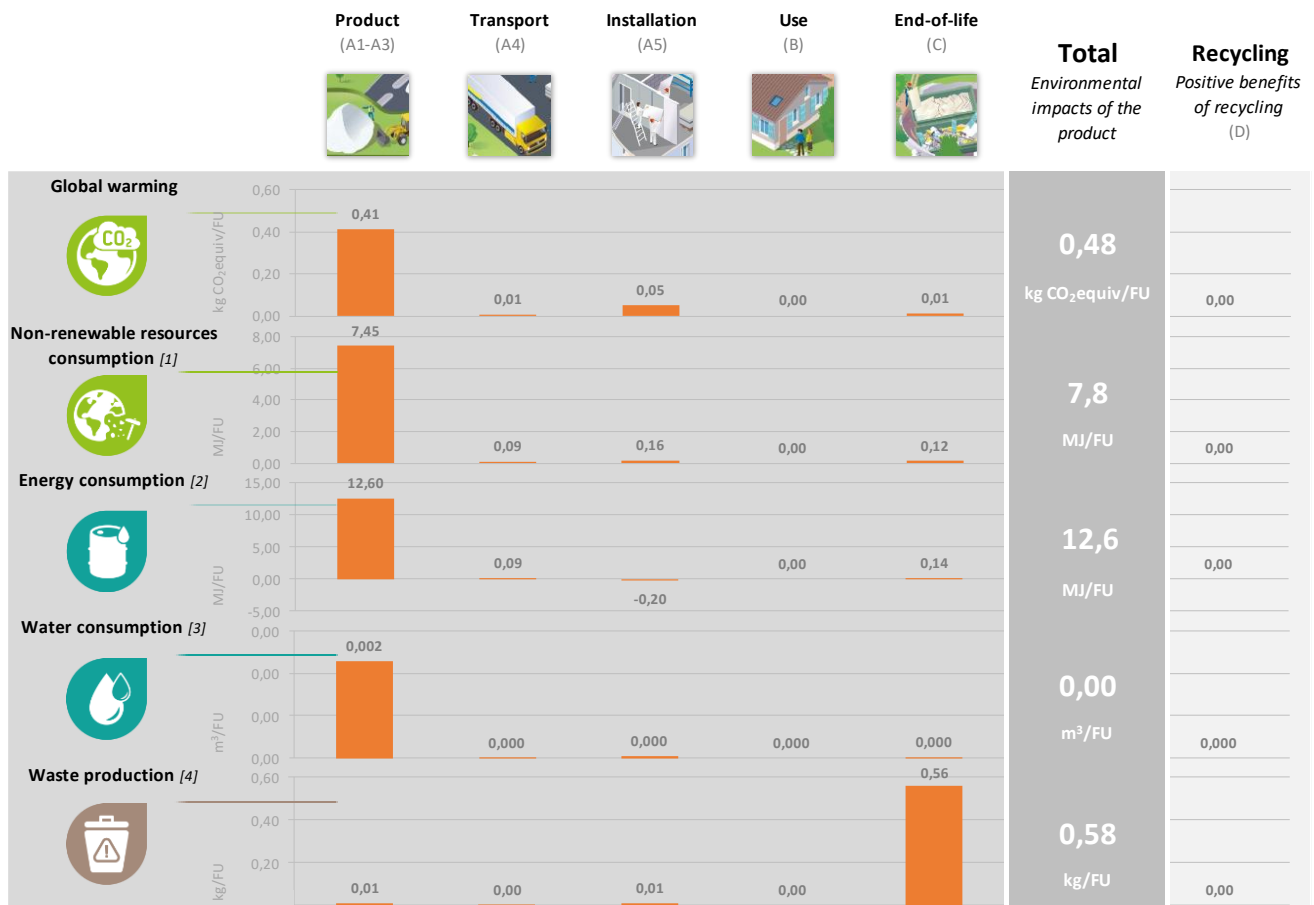 Product
(A1-A3)
Transport
(A4)
Installation
(A5)
Use
(B)
End-of-life
(C)
Total
Environmental
impacts of the
product
Recycling
Positive benefits
of recycling
(D)
Global warming
CO2
kg CO2equiv/FU
0,60
0,40
0,20
0,00
0,41
0,01
0,05
0,00
0,01
0,48
kg CO2equiv/FU
0,00
Non-renewable resources
consumption [1]
MJ/FU
8,00
6,00
4,00
2,00
0,00
7,45
0,09
0,16
0,00
0,12
7,8
MJ/FU
0,00
Energy consumption [2]
MJ/FU
15,00
10,00
5,00
0,00
-5,00
12,60
0,09
-0,20
0,00
0,14
12,6
MJ/FU
0,00
Water consumption [3]
m3/FU
0,00
0,00
0,00
0,00
0,002
0,000
0,000
0,000
0,000
0,00
m3/FU
0,000
Waste production [4]
kg/FU
0,60
0,40
0,20
0,01
0,00
0,01
0,00
0,56
0,58
kg/FU
0,00